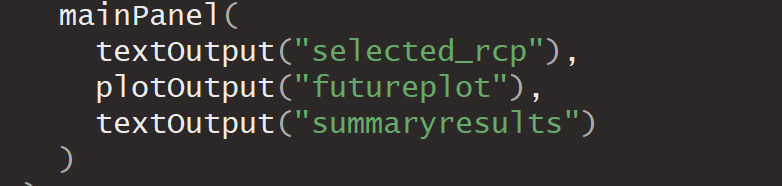 mainPanel(
textOutput("selected_rcp"),
plotOutput("futureplot"),
textOutput("summaryresults")
)
)